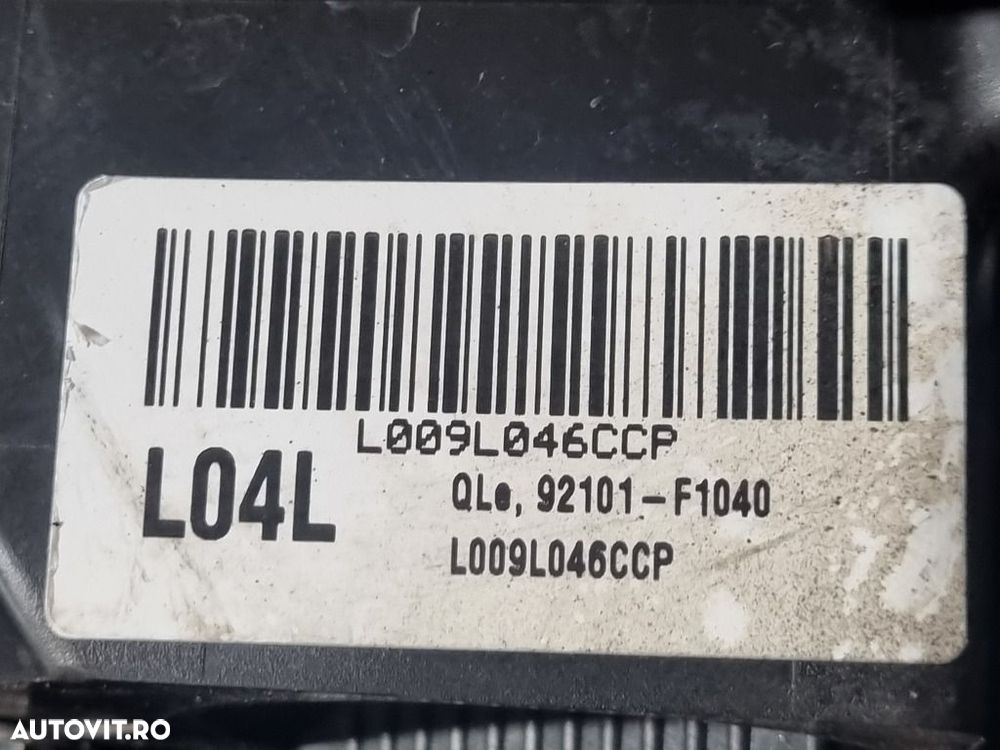 L009L046CCP
L04L
QLe, 92101-F1040
L009L046CCP
AUTOVIT.RO